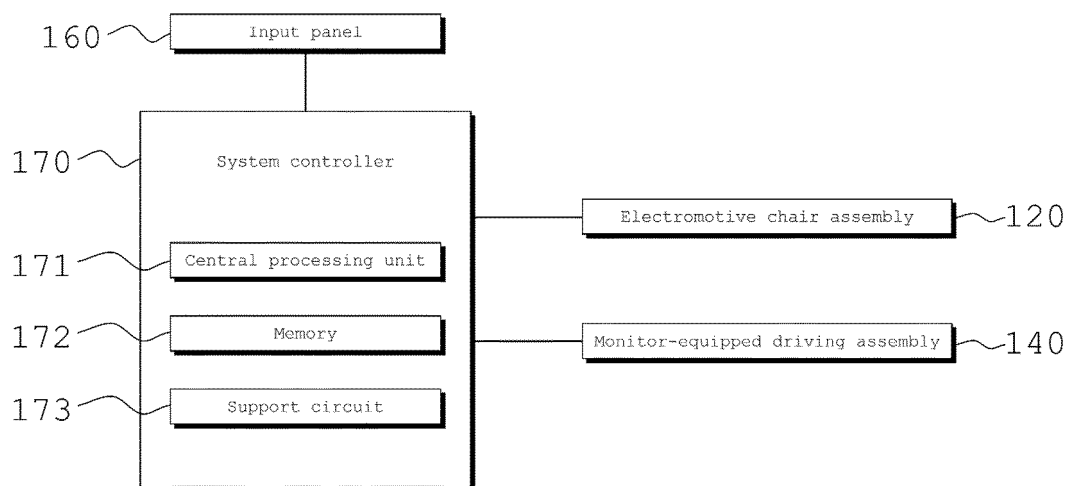 160 Input panel
170 System controller
Electromotive chair assembly 120
171 Central processing unit
172 Memory
Monitor-equipped driving assembly 140
173 Support circuit